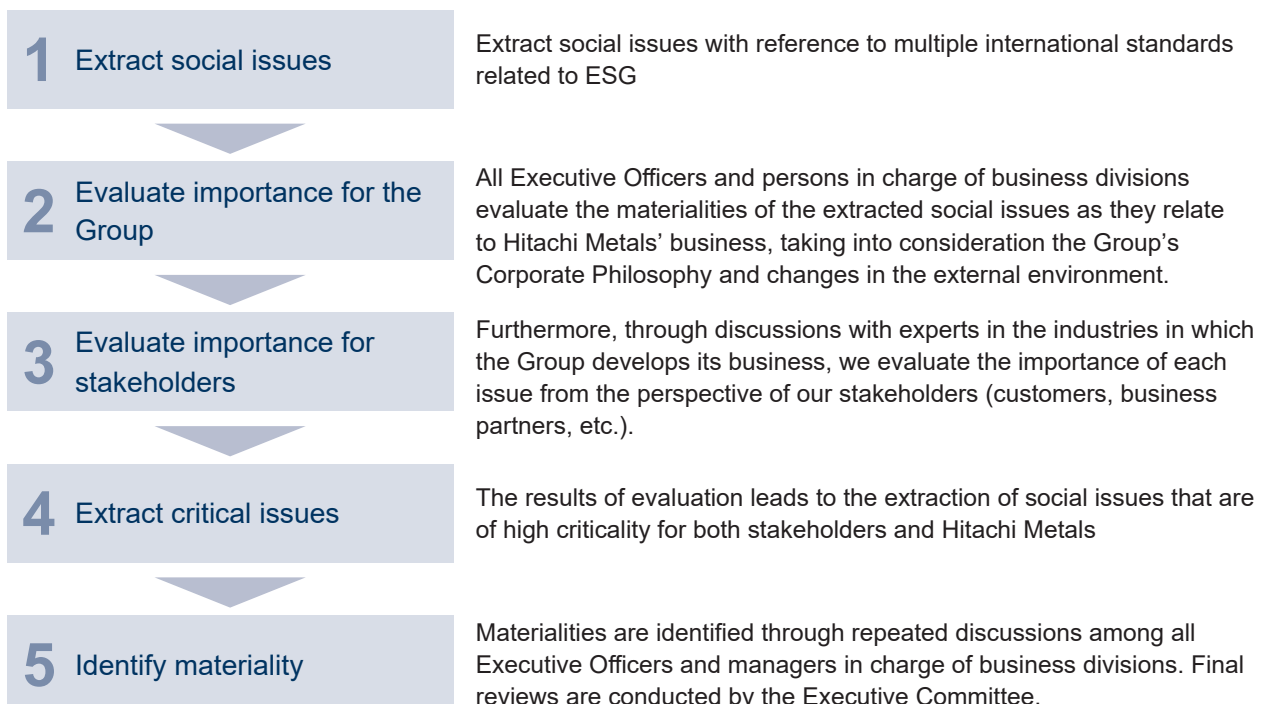 1 Extract social issues
Extract social issues with reference to multiple international standards
related to ESG
2 Evaluate importance for the
Group
All Executive Officers and persons in charge of business divisions
evaluate the materialities of the extracted social issues as they relate
to Hitachi Metals’ business, taking into consideration the Group’s
Corporate Philosophy and changes in the external environment.
3 Evaluate importance for
stakeholders
Furthermore, through discussions with experts in the industries in which
the Group develops its business, we evaluate the importance of each
issue from the perspective of our stakeholders (customers, business
partners, etc.).
4 Extract critical issues
The results of evaluation leads to the extraction of social issues that are
of high criticality for both stakeholders and Hitachi Metals
5 Identify materiality
Materialities are identified through repeated discussions among all
Executive Officers and managers in charge of business divisions. Final
reviews are conducted by the Executive Committee.